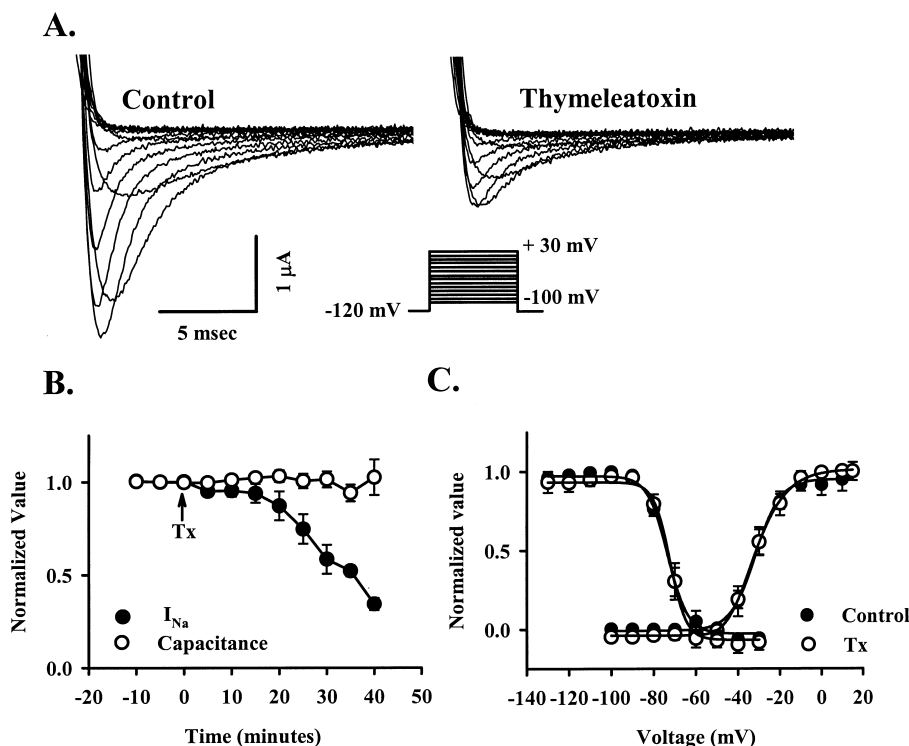 A.
Control
Thymeleatoxin
1 µA
5 msec
+ 30 mV
-100 mV
-120 mV
B.
Normalized Value
1.0
0.5
0.0
Tx
I Na
Capacitance
-20 -10 0 10 20 30 40 50
Time (minutes)
C.
Normalized value
1.0
0.5
0.0
Control
Tx
-140 -120 -100 -80 -60 -40 -20 0 20
Voltage (mV)